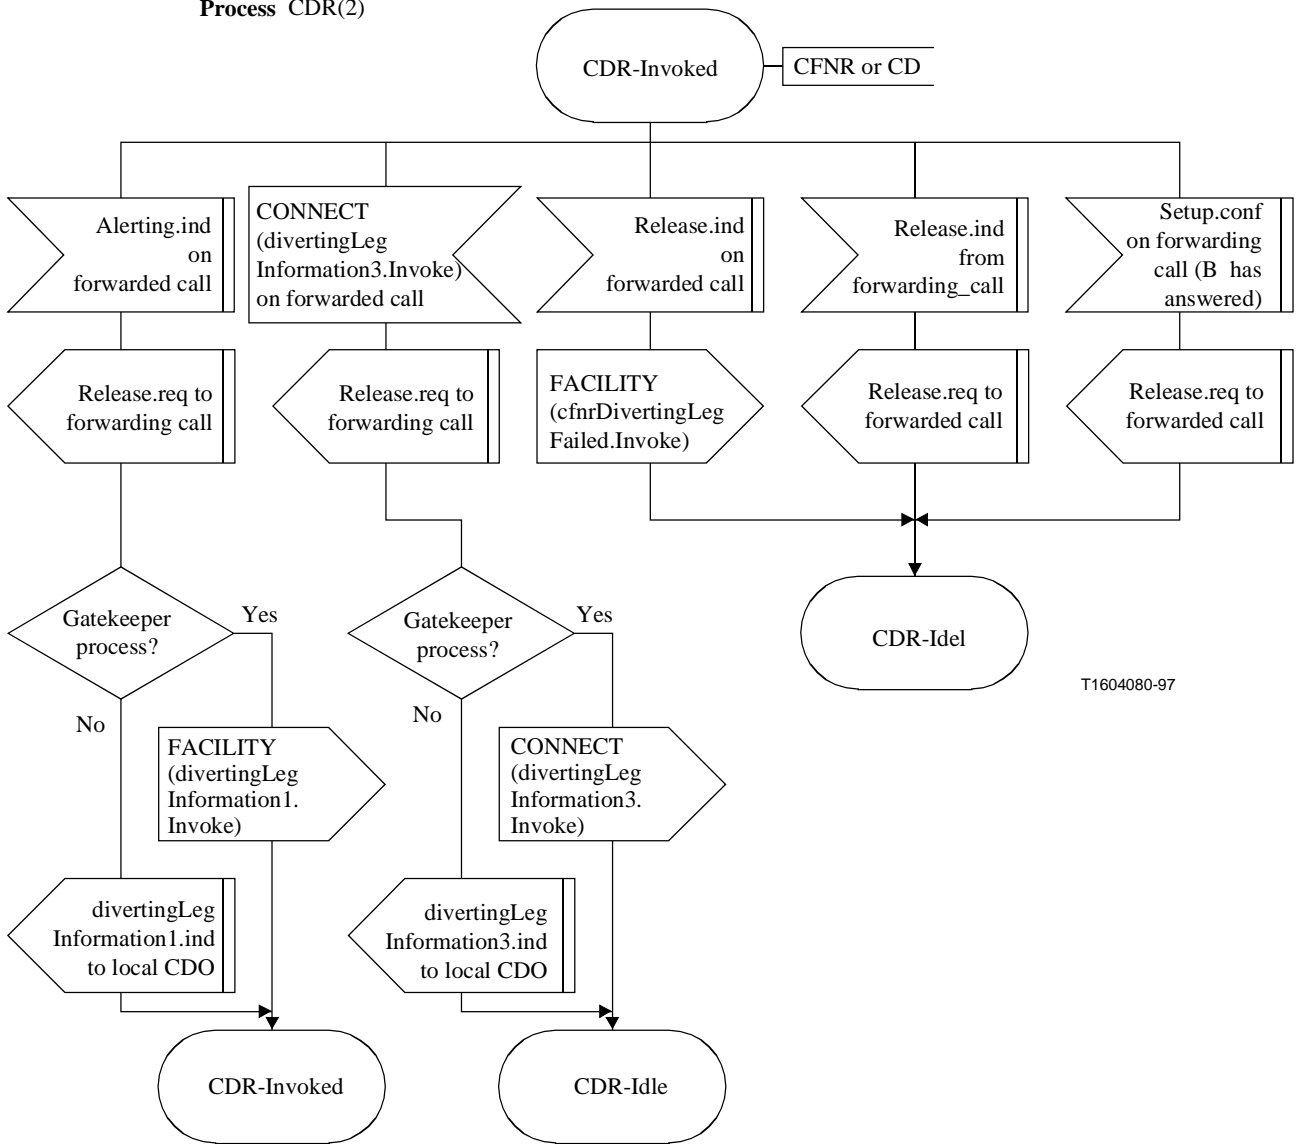 Process CDR(2)
CDR-Invoked
CFNR or CD
Alerting.ind
on
forwarded call
CONNECT
(divertingLeg
Information3.Invoke)
on forwarded call
Release.ind
on
forwarded call
Release.ind
from
forwarding_call
Setup.conf
on forwarding
call (B has
answered)
Release.req to
forwarding call
Release.req to
forwarding call
FACILITY
(cfnrDivertingLeg
Failed.Invoke)
Release.req to
forwarded call
Release.req to
forwarded call
Gatekeeper
process?
Yes
No
Gatekeeper
process?
Yes
No
CDR-Idel
T1604080-97
FACILITY
(divertingLeg
Information1.
Invoke)
CONNECT
(divertingLeg
Information3.
Invoke)
divertingLeg
Information1.ind
to local CDO
divertingLeg
Information3.ind
to local CDO
CDR-Invoked
CDR-Idle